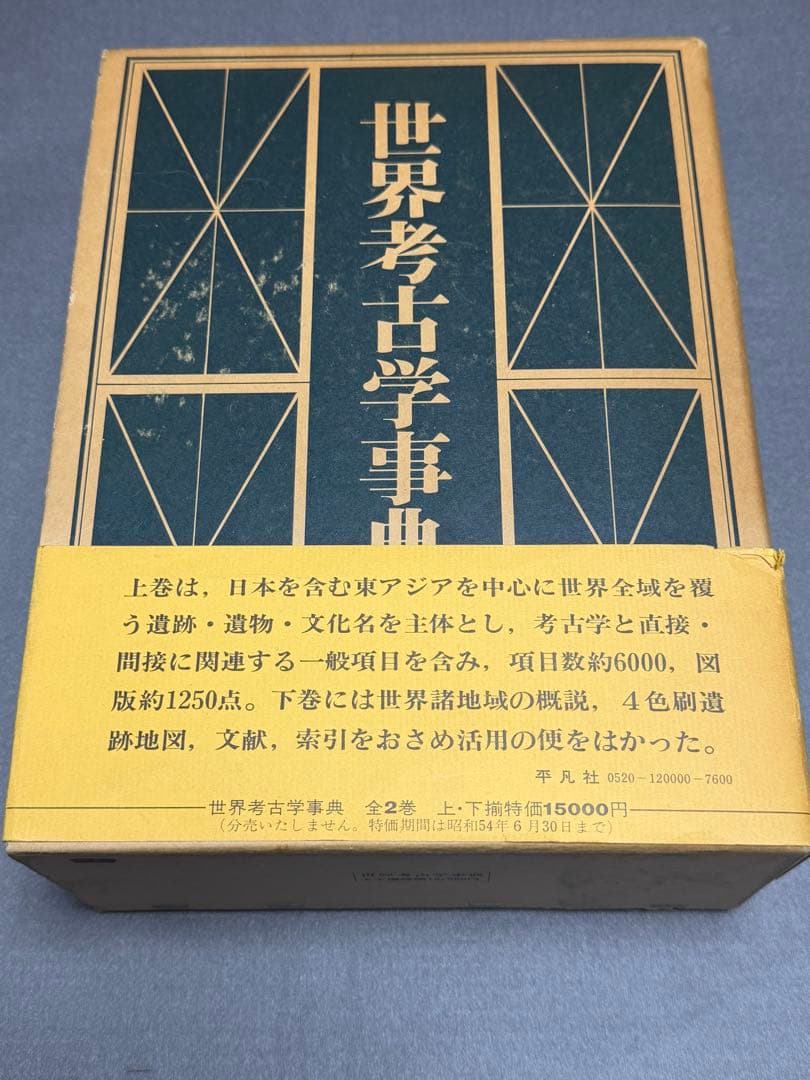 世界考古学事典
上巻は，日本を含む東アジアを中心に世界全域を覆
う遺跡・遺物・文化名を主体とし，考古学と直接・
間接に関連する一般項目を含み，項目数約6000，図
版約1250点。下巻には世界諸地域の概説，４色刷遺
跡地図，文献，索引をおさめ活用の便をはかった。
平凡社 0520-120000-7600
世界考古学事典 全2巻 上・下揃特価15000円
（分売いたしません。特価期間は昭和54年６月30日まで）